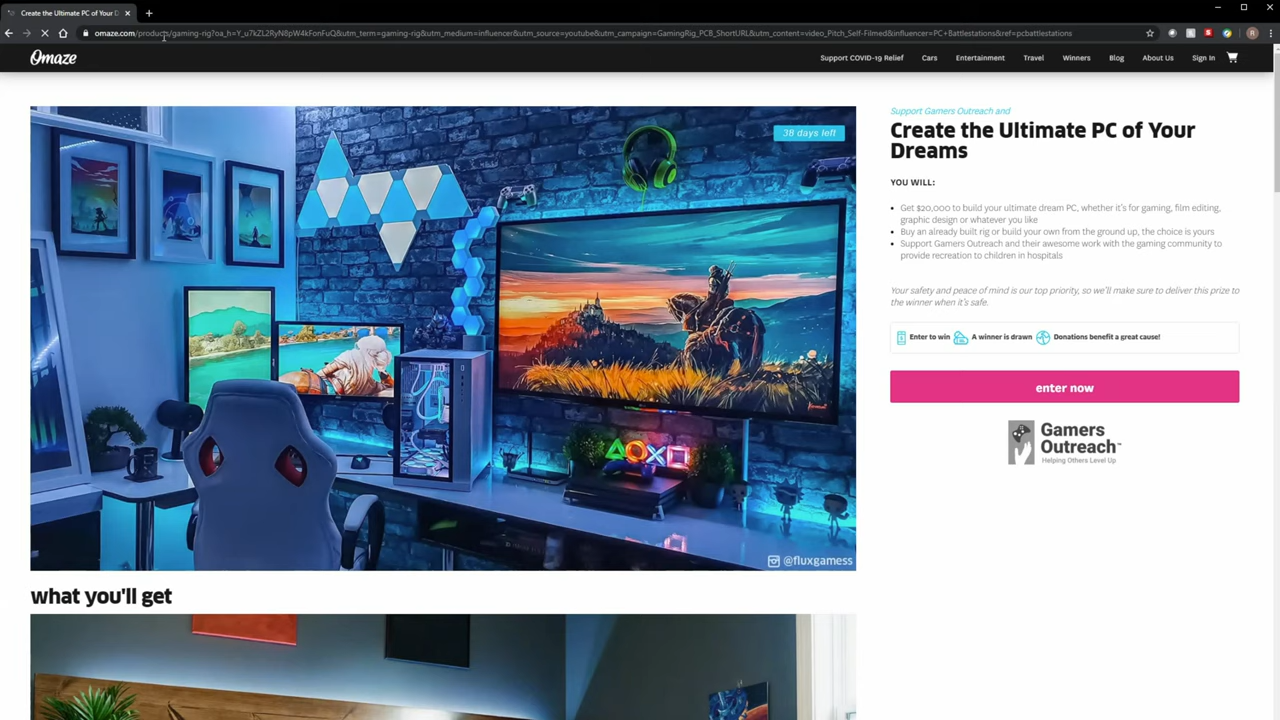 Create the Ultimate PC of Your D
omaze.com/products/gaming-rig?oa_h=Y_u7kZL2RyN8pW4kFonFuQ&utm_term=gaming-rig&utm_medium=influencer&utm_source=youtube&utm_campaign=GamingRig_PCB_ShortURL&utm_content=video_Pitch_Self-Filmed&influencer=PC+Battlestations&ref=pcbattlestations
R
Omaze
Support COVID-19 Relief Cars Entertainment Travel Winners Blog About Us Sign In
38 days left
@fluxgamess
what you'll get
Support Gamers Outreach and
Create the Ultimate PC of Your
Dreams
YOU WILL:
Get $20,000 to build your ultimate dream PC, whether it's for gaming, film editing,
graphic design or whatever you like
Buy an already built rig or build your own from the ground up, the choice is yours
Support Gamers Outreach and their awesome work with the gaming community to
provide recreation to children in hospitals
Your safety and peace of mind is our top priority, so we'll make sure to deliver this prize to
the winner when it's safe.
Enter to win A winner is drawn Donations benefit a great cause!
enter now
Gamers
Outreach™
Helping Others Level Up